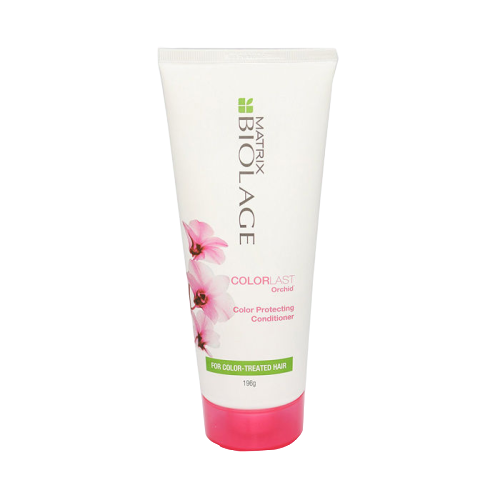 MATRIX
BIOLAGE
COLORLAST
Orchid
Color Protecting
Conditioner
FOR COLOR-TREATED HAIR
196g